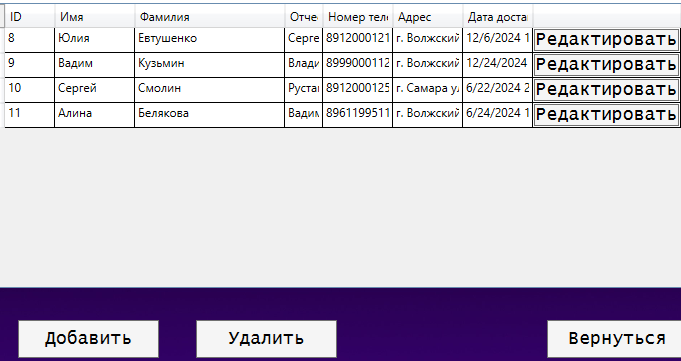 ID Имя Фамилия Отче Номер теле Адрес Дата доста
8 Юлия Евтушенко Серге 8912000121 г. Волжский 12/6/2024 1 Редактировать
9 Вадим Кузьмин Влади 8999000112 г. Волжский 12/24/2024 Редактировать
10 Сергей Смолин Рустам 8912000125 г. Самара ул 6/22/2024 2 Редактировать
11 Алина Белякова Вадим 8961199511 г. Волжский 6/24/2024 1 Редактировать
Добавить Удалить Вернуться